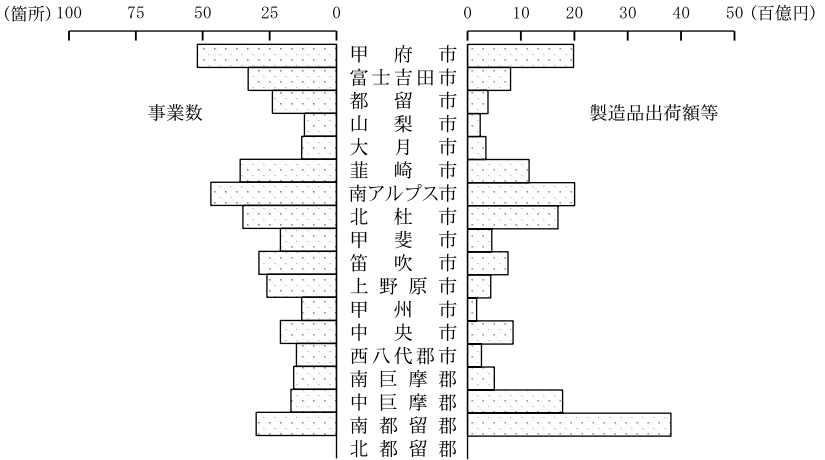 (箇所) 100 75 50 25 0 0 10 20 30 40 50 (百億円)
甲府市
富士吉田市
都留市
事業数 製造品出荷額等
山梨市
大月市
韮崎市
南アルプス市
北杜市
甲斐市
笛吹市
上野原市
甲州市
中央市
西八代郡市
南巨摩郡
中巨摩郡
南都留郡
北都留郡